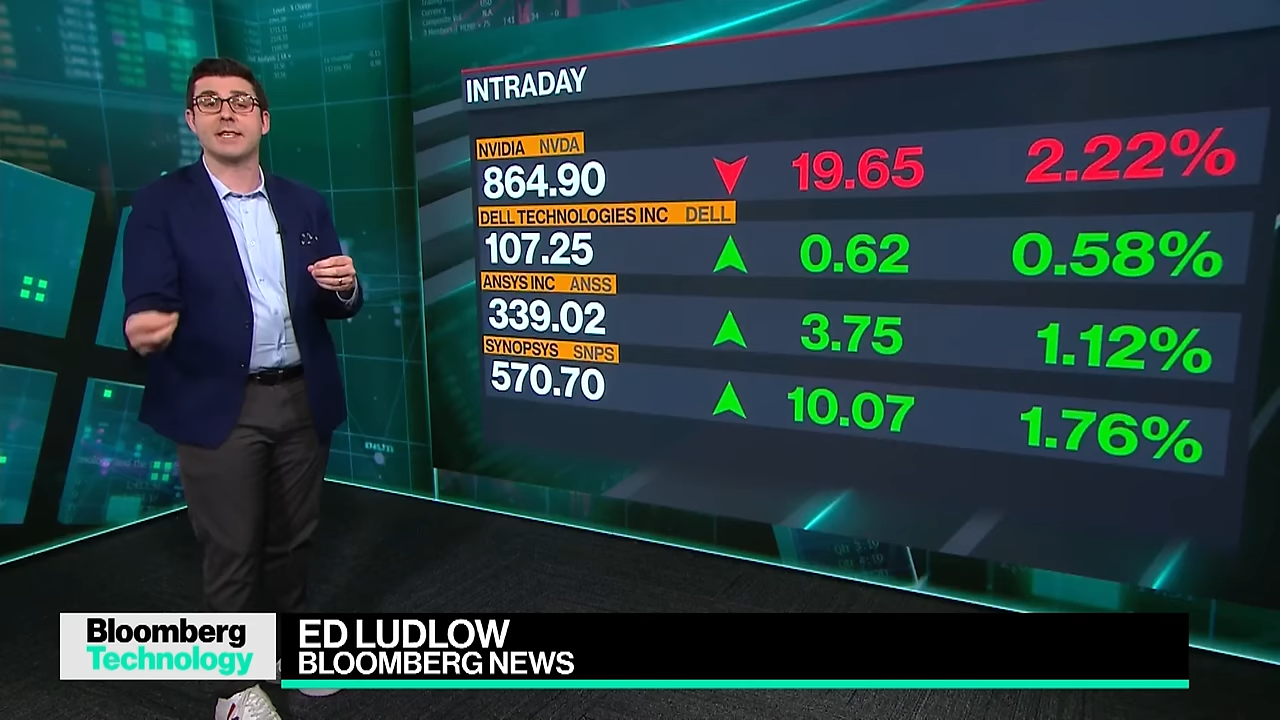 INTRADAY
NVIDIA NVDA
864.90 19.65 2.22%
DELL TECHNOLOGIES INC DELL
107.25 0.62 0.58%
ANSYS INC ANSS
339.02 3.75 1.12%
SYNOPSYS SNPS
570.70 10.07 1.76%
Bloomberg
Technology
ED LUDLOW
BLOOMBERG NEWS